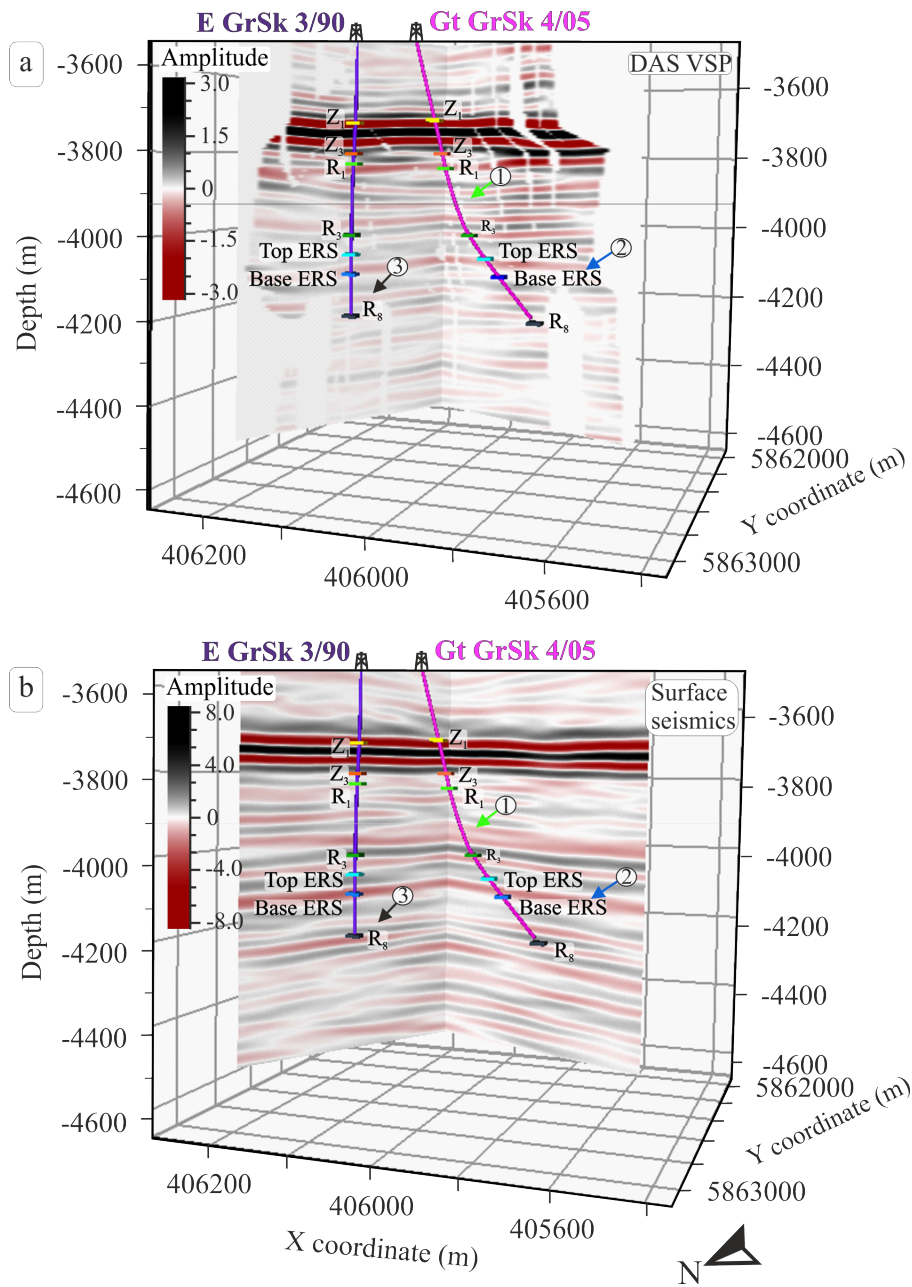 E GrSk 3/90 Gt GrSk 4/05
a
Amplitude
DAS VSP
3.0
1.5
0
-1.5
-3.0
-3600
-3800
-4000
-4200
-4400
-4600
Depth (m)
Z1
Z3
R1
R3
Top ERS
Base ERS
R8
Z1
Z3
R1
R3
Top ERS
Base ERS
R8
1
2
3
-3600
-3800
-4000
-4200
-4400
-4600
5862000
5863000
Y coordinate (m)
406200
406000
405600
E GrSk 3/90 Gt GrSk 4/05
b
Amplitude
Surface
seismics
8.0
4.0
0
-4.0
-8.0
-3600
-3800
-4000
-4200
-4400
-4600
Depth (m)
Z1
Z3
R1
R3
Top ERS
Base ERS
R8
Z1
Z3
R1
R3
Top ERS
Base ERS
R8
1
2
3
-3600
-3800
-4000
-4200
-4400
-4600
5862000
5863000
Y coordinate (m)
406200
406000
405600
X coordinate (m)
N